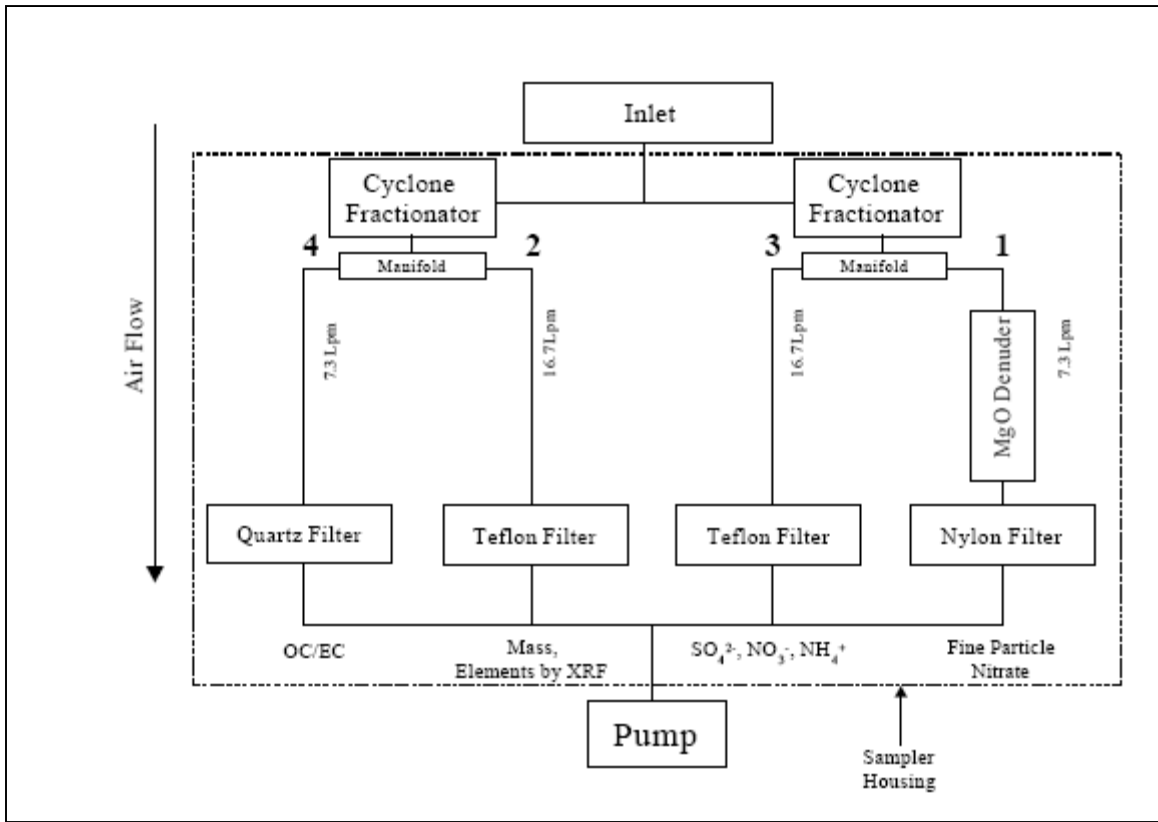 Inlet
Cyclone
Fractionator
Cyclone
Fractionator
4
2
3
1
Manifold
Manifold
Air Flow
7.3 Lpm
16.7Lpm
16.7Lpm
MgO Denuder
7.3 Lpm
Quartz Filter
Teflon Filter
Teflon Filter
Nylon Filter
OC/EC
Mass,
Elements by XRF
SO₄²⁻, NO₃⁻, NH₄⁺
Fine Particle
Nitrate
Pump
Sampler
Housing